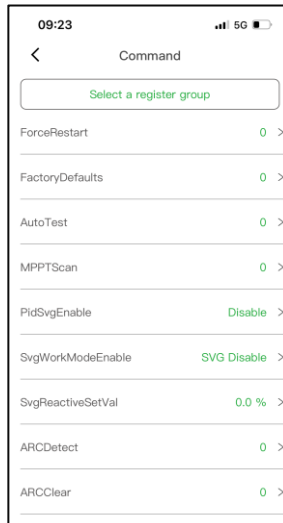 09:23 5G
Command
Select a register group
ForceRestart 0
FactoryDefaults 0
AutoTest 0
MPPTScan 0
PidSvgEnable Disable
SvgWorkModeEnable SVG Disable
SvgReactiveSetVal 0.0 %
ARCDetect 0
ARCClear 0